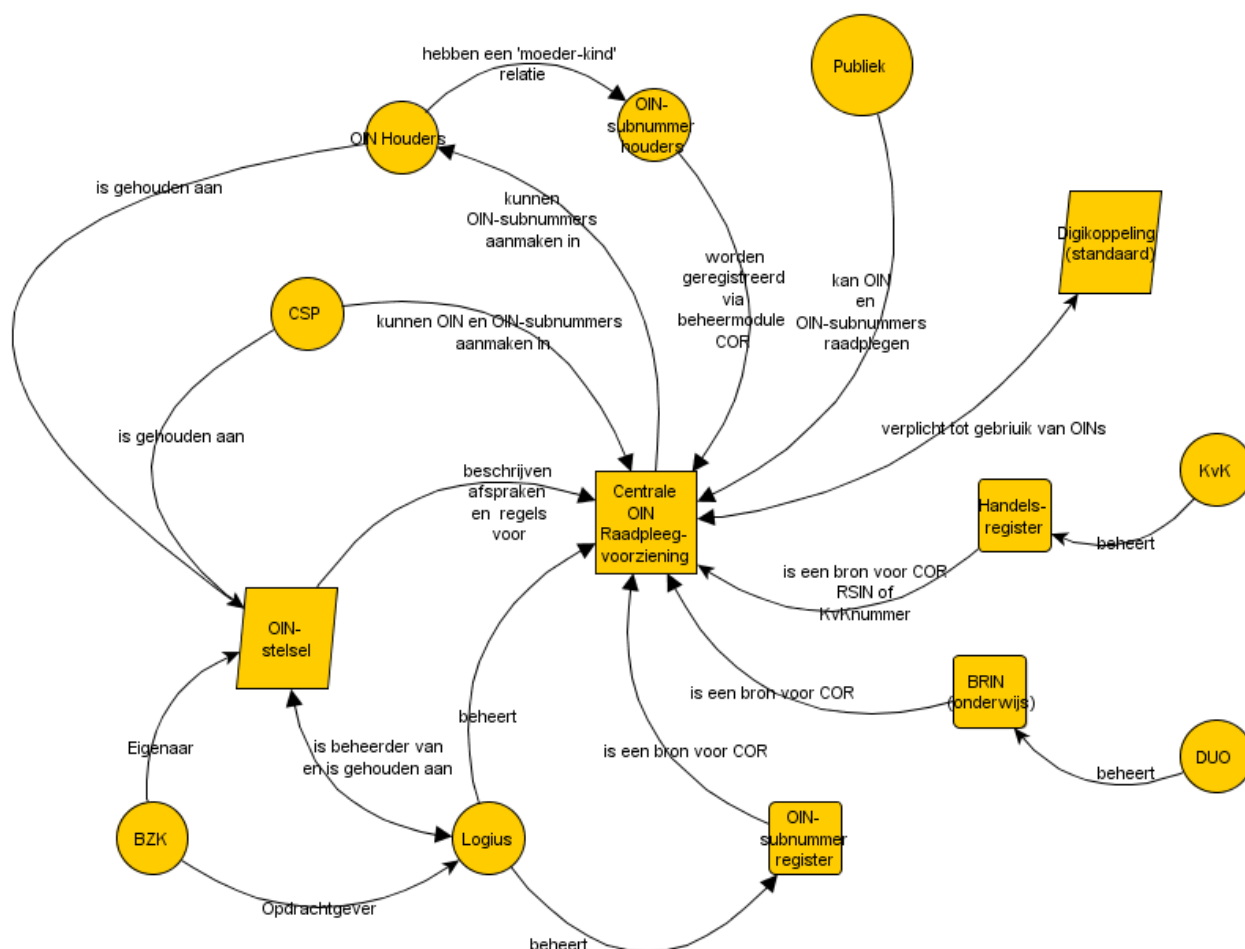 hebben een 'moeder-kind'
relatie
Publiek
OIN-
subnummer
houders
OIN Houders
is gehouden aan
kunnen
OIN-subnummers
aanmaken in
Digikoppeling
(standaard)
worden
geregistreerd
via
beheermodule
COR
kan OIN
en
OIN-subnummers
raadplegen
CSP
kunnen OIN en OIN-subnummers
aanmaken in
is gehouden aan
verplicht tot gebriuik van OINs
beschrijven
afspraken
en regels
voor
Centrale
OIN
Raadpleeg-
voorziening
KvK
Handels-
register
beheert
is een bron voor COR
RSIN of
KvKnummer
OIN-
stelsel
is een bron voor COR
BRIN
(onderwijs)
beheert
Eigenaar
is beheerder van
en is gehouden aan
is een bron voor COR
beheert
DUO
BZK
Logius
OIN-
subnummer
register
Opdrachtgever
beheert